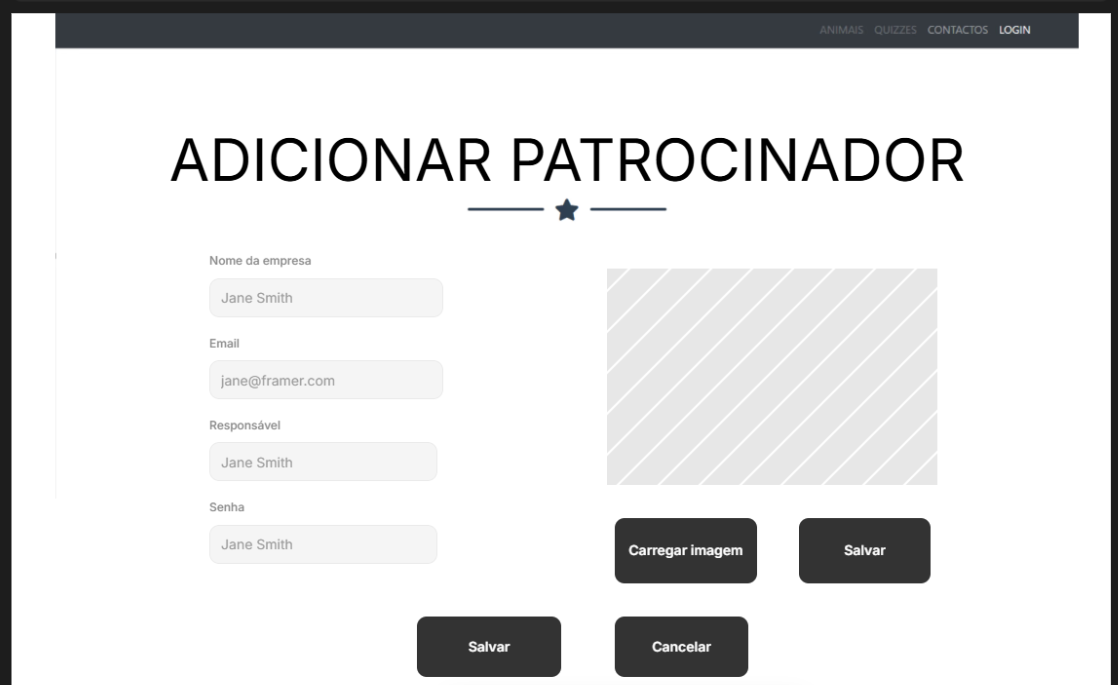 ANIMAIS QUIZZES CONTACTOS LOGIN
ADICIONAR PATROCINADOR
Nome da empresa
Jane Smith
Email
jane@framer.com
Responsável
Jane Smith
Senha
Jane Smith
Carregar imagem
Salvar
Salvar
Cancelar